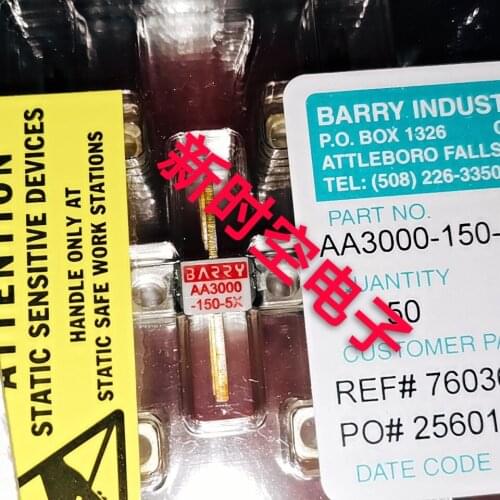 ATTENTION
STATIC SENSITIVE DEVICES
HANDLE ONLY AT
STATIC SAFE WORK STATIONS
BARRY
AA3000
-150-5X
新时空电子
BARRY INDUST
P.O. BOX 1326
ATTLEBORO FALLS
TEL: (508) 226-3350
PART NO.
AA3000-150-
QUANTITY
50
CUSTOMER PA
REF# 76036
PO# 25601
DATE CODE